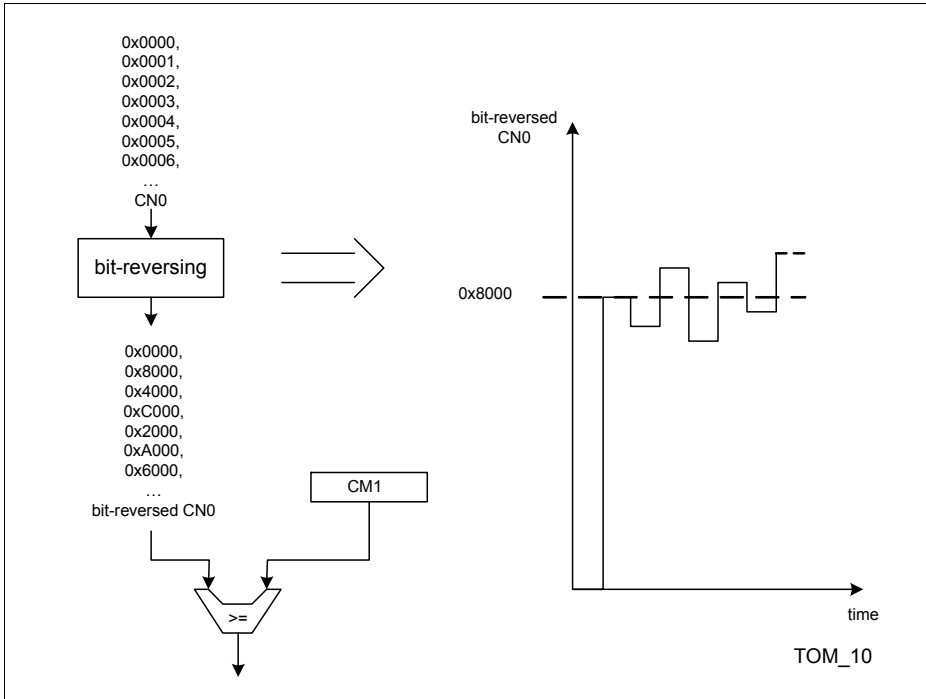 0x0000,
0x0001,
0x0002,
0x0003,
0x0004,
0x0005,
0x0006,
...
CN0
bit-reversing
0x0000,
0x8000,
0x4000,
0xC000,
0x2000,
0xA000,
0x6000,
...
bit-reversed CN0
CM1
>=
bit-reversed
CN0
0x8000
time
TOM_10